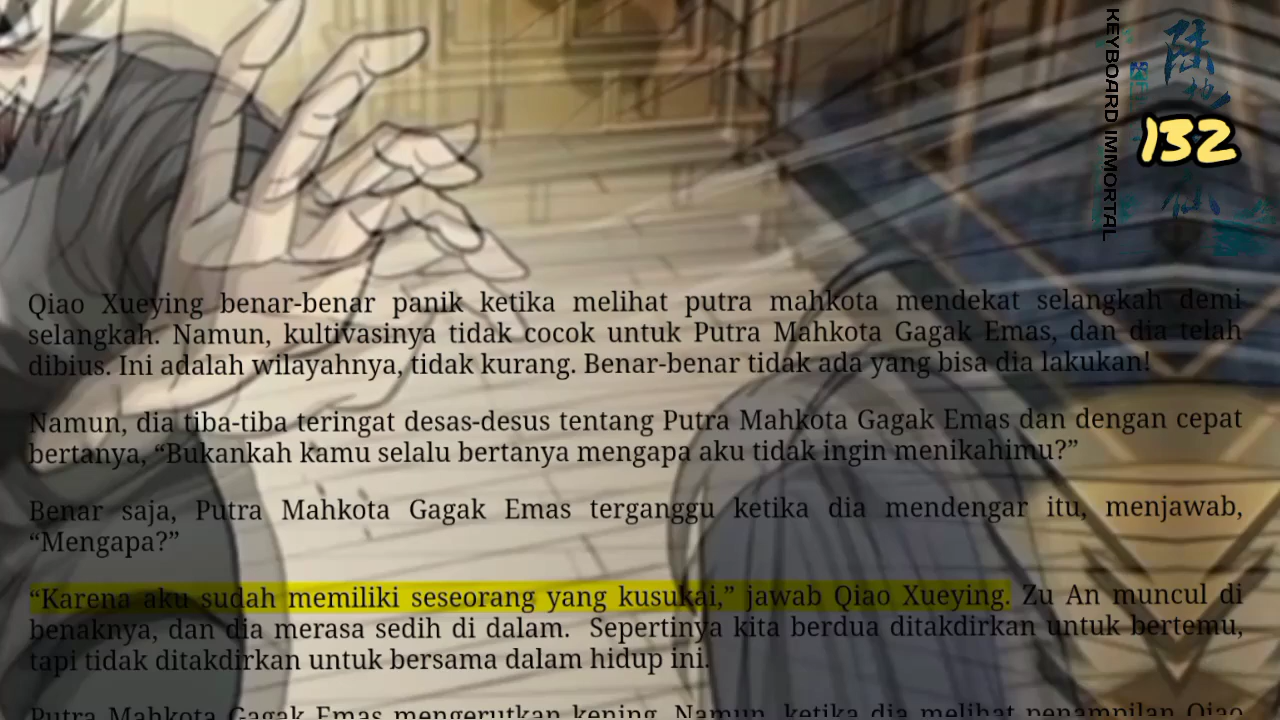 KEYBOARD IMMORTAL
132
Qiao Xueying benar-benar panik ketika melihat putra mahkota mendekat selangkah demi
selangkah. Namun, kultivasinya tidak cocok untuk Putra Mahkota Gagak Emas, dan dia telah
dibius. Ini adalah wilayahnya, tidak kurang. Benar-benar tidak ada yang bisa dia lakukan!
Namun, dia tiba-tiba teringat desas-desus tentang Putra Mahkota Gagak Emas dan dengan cepat
bertanya, “Bukankah kamu selalu bertanya mengapa aku tidak ingin menikahimu?”
Benar saja, Putra Mahkota Gagak Emas terganggu ketika dia mendengar itu, menjawab,
“Mengapa?”
“Karena aku sudah memiliki seseorang yang kusukai,” jawab Qiao Xueying. Zu An muncul di
benaknya, dan dia merasa sedih di dalam. Sepertinya kita berdua ditakdirkan untuk bertemu,
tapi tidak ditakdirkan untuk bersama dalam hidup ini.
Putra Mahkota Gagak Emas mengerutkan kening. Namun, ketika dia melihat penampilan Qiao